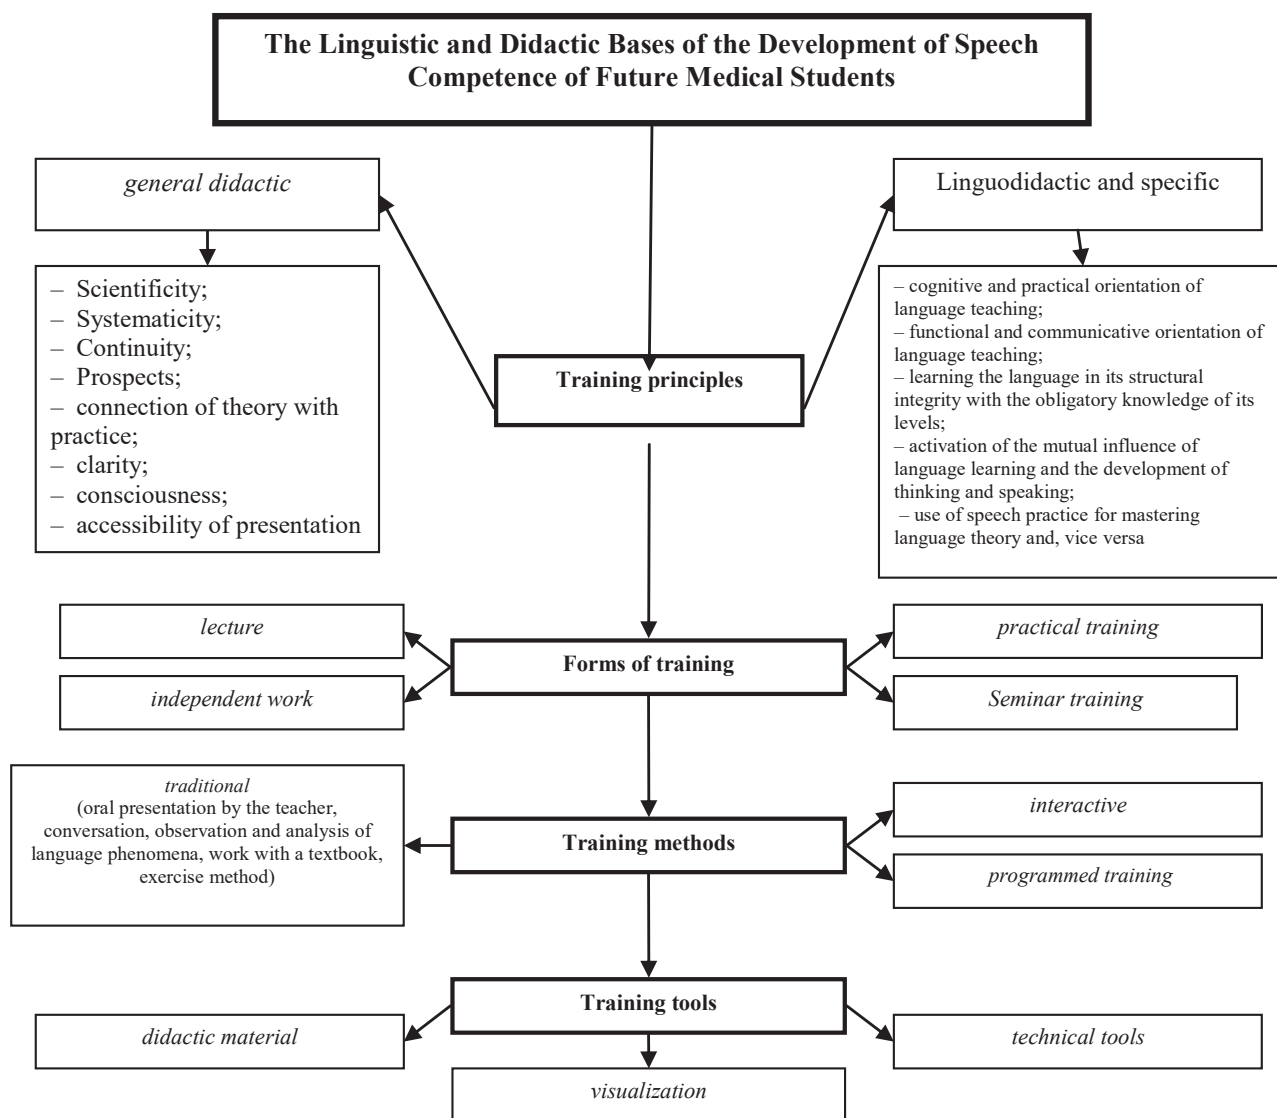 The Linguistic and Didactic Bases of the Development of Speech
Competence of Future Medical Students
general didactic
Linguodidactic and specific
– Scientificity;
– Systematicity;
– Continuity;
– Prospects;
– connection of theory with
practice;
– clarity;
– consciousness;
– accessibility of presentation
Training principles
– cognitive and practical orientation of
language teaching;
– functional and communicative orientation of
language teaching;
– learning the language in its structural
integrity with the obligatory knowledge of its
levels;
– activation of the mutual influence of
language learning and the development of
thinking and speaking;
– use of speech practice for mastering
language theory and, vice versa
lecture
practical training
Forms of training
independent work
Seminar training
traditional
(oral presentation by the teacher,
conversation, observation and analysis of
language phenomena, work with a textbook,
exercise method)
Training methods
interactive
programmed training
Training tools
didactic material
technical tools
visualization